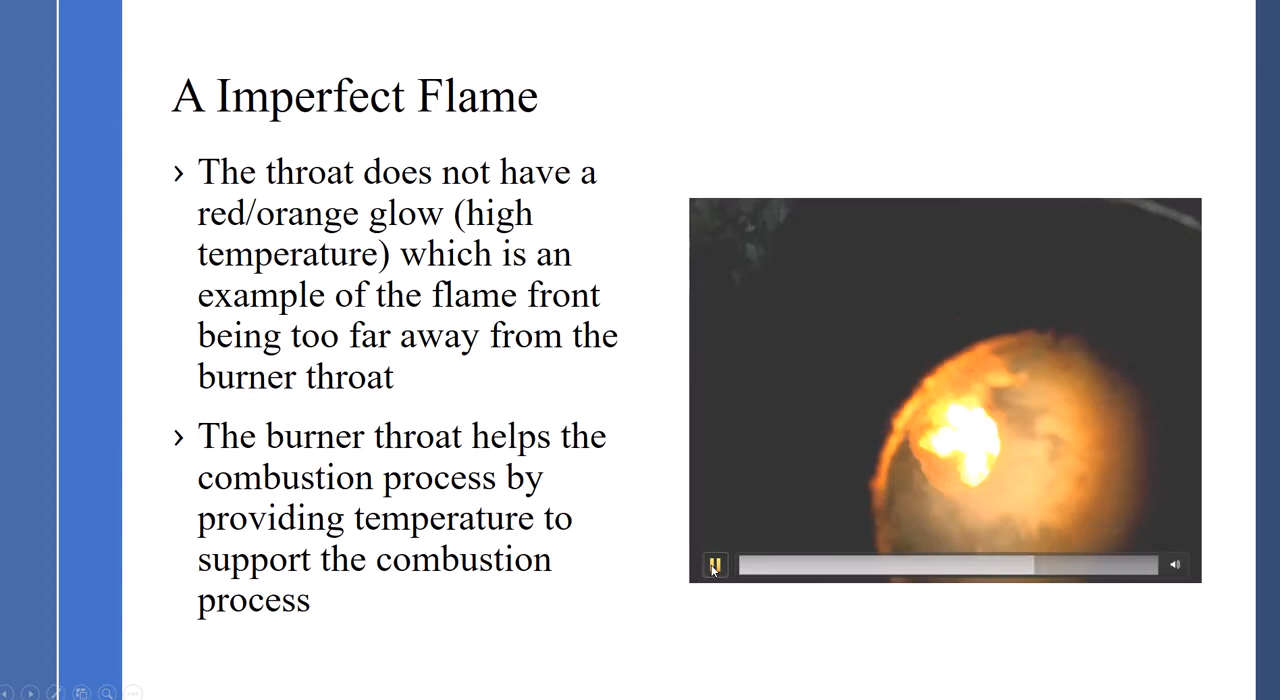 A Imperfect Flame
› The throat does not have a
red/orange glow (high
temperature) which is an
example of the flame front
being too far away from the
burner throat
› The burner throat helps the
combustion process by
providing temperature to
support the combustion
process